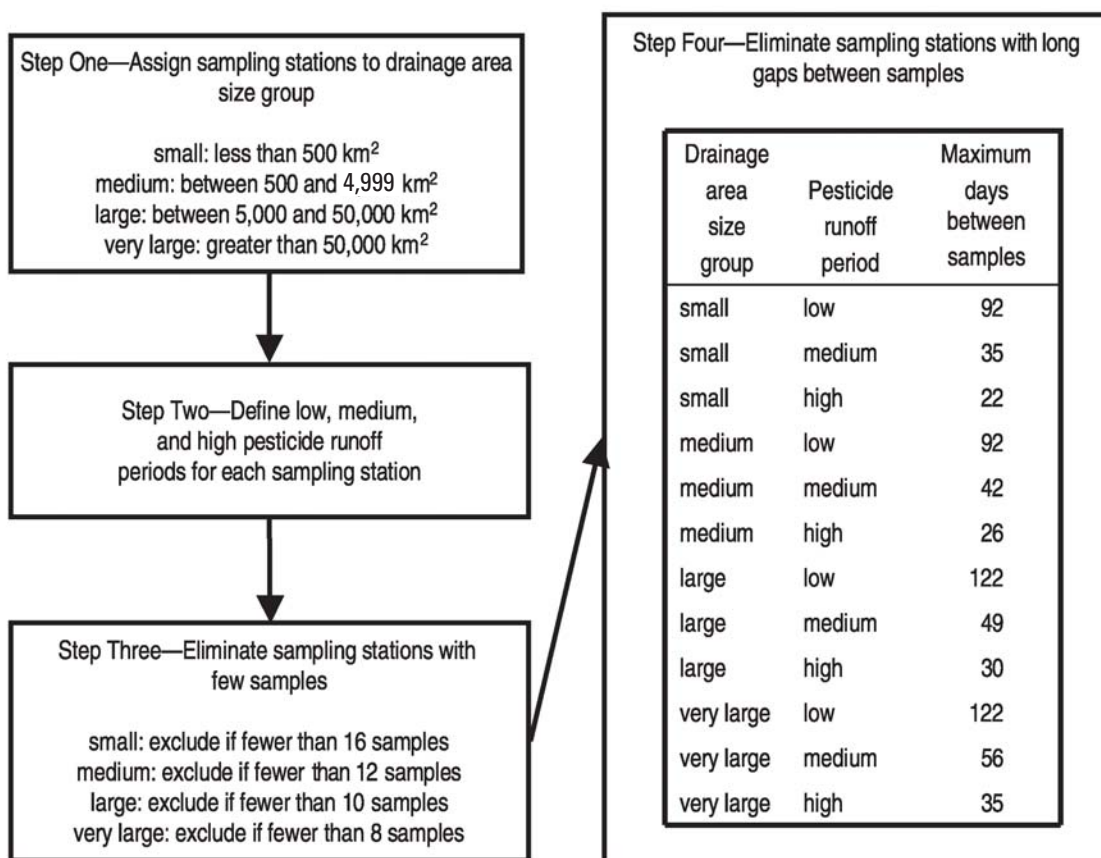 Step One—Assign sampling stations to drainage area
size group
small: less than 500 km²
medium: between 500 and 4,999 km²
large: between 5,000 and 50,000 km²
very large: greater than 50,000 km²
Step Two—Define low, medium,
and high pesticide runoff
periods for each sampling station
Step Three—Eliminate sampling stations with
few samples
small: exclude if fewer than 16 samples
medium: exclude if fewer than 12 samples
large: exclude if fewer than 10 samples
very large: exclude if fewer than 8 samples
Step Four—Eliminate sampling stations with long
gaps between samples
Drainage Maximum
area Pesticide days
size runoff between
group period samples
small low 92
small medium 35
small high 22
medium low 92
medium medium 42
medium high 26
large low 122
large medium 49
large high 30
very large low 122
very large medium 56
very large high 35